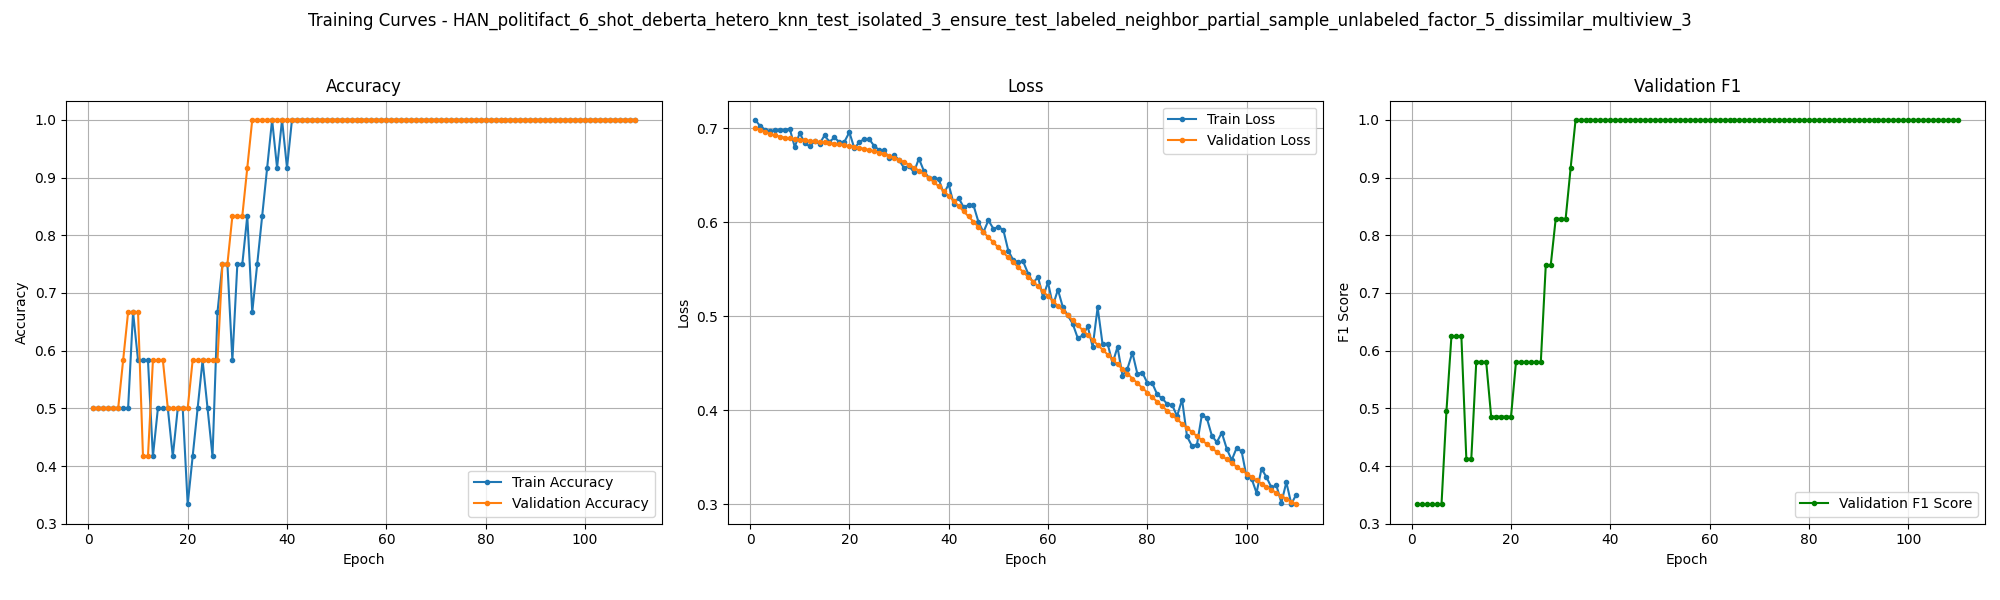 Training Curves - HAN_politifact_6_shot_deberta_hetero_knn_test_isolated_3_ensure_test_labeled_neighbor_partial_sample_unlabeled_factor_5_dissimilar_multiview_3
Accuracy
Accuracy
1.0
0.9
0.8
0.7
0.6
0.5
0.4
0.3
0 20 40 60 80 100
Epoch
Train Accuracy
Validation Accuracy
Loss
Loss
0.7
0.6
0.5
0.4
0.3
0 20 40 60 80 100
Epoch
Train Loss
Validation Loss
Validation F1
F1 Score
1.0
0.9
0.8
0.7
0.6
0.5
0.4
0.3
0 20 40 60 80 100
Epoch
Validation F1 Score